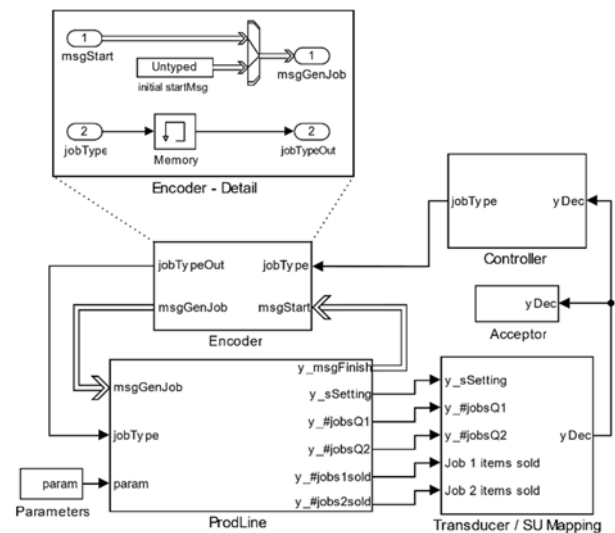 1
msgStart
Untyped
initial startMsg
1
msgGenJob
2
jobType
Memory
2
jobTypeOut
Encoder - Detail
jobTypeOut
jobType
msgGenJob
msgStart
Encoder
jobType
yDec
Controller
yDec
Acceptor
msgGenJob
jobType
param
y_msgFinish
y_sSetting
y_#jobsQ1
y_#jobsQ2
y_#jobs1sold
y_#jobs2sold
ProdLine
param
Parameters
y_sSetting
y_#jobsQ1
y_#jobsQ2
Job 1 items sold
Job 2 items sold
yDec
Transducer / SU Mapping